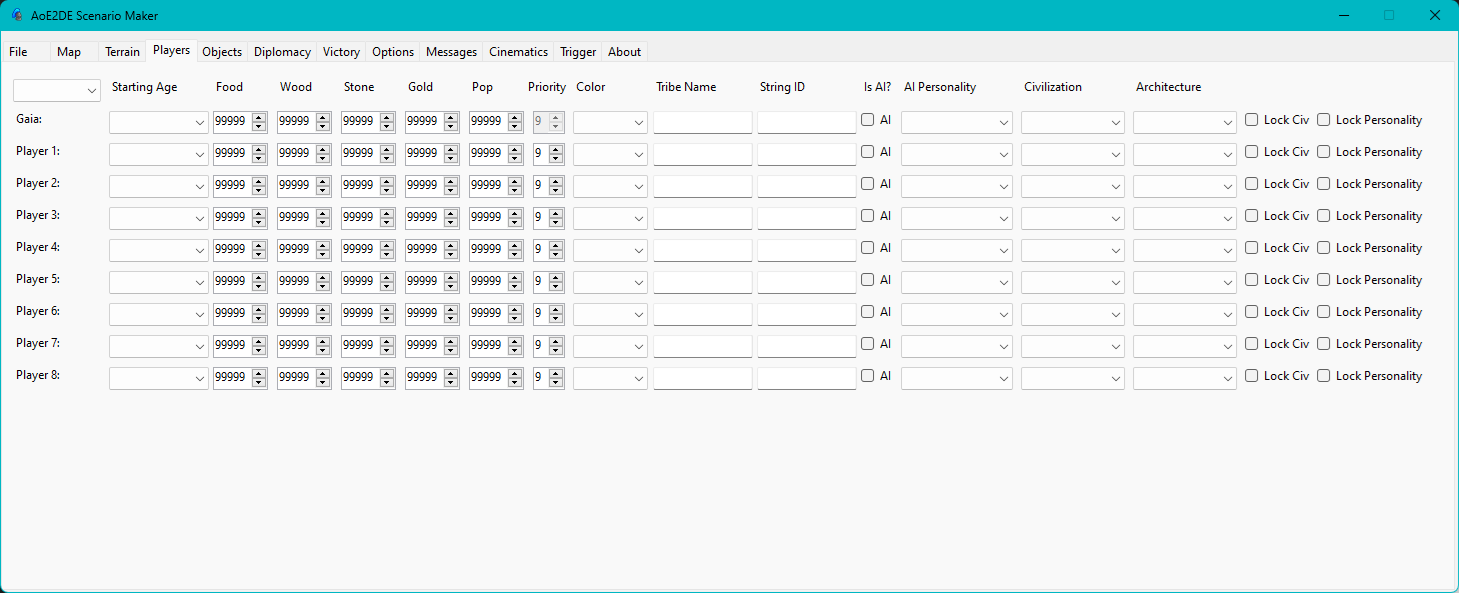 AoE2DE Scenario Maker
File Map Terrain Players Objects Diplomacy Victory Options Messages Cinematics Trigger About
Starting Age Food Wood Stone Gold Pop Priority Color Tribe Name String ID Is AI? AI Personality Civilization Architecture
Gaia: 99999 99999 99999 99999 99999 9 AI Lock Civ Lock Personality
Player 1: 99999 99999 99999 99999 99999 9 AI Lock Civ Lock Personality
Player 2: 99999 99999 99999 99999 99999 9 AI Lock Civ Lock Personality
Player 3: 99999 99999 99999 99999 99999 9 AI Lock Civ Lock Personality
Player 4: 99999 99999 99999 99999 99999 9 AI Lock Civ Lock Personality
Player 5: 99999 99999 99999 99999 99999 9 AI Lock Civ Lock Personality
Player 6: 99999 99999 99999 99999 99999 9 AI Lock Civ Lock Personality
Player 7: 99999 99999 99999 99999 99999 9 AI Lock Civ Lock Personality
Player 8: 99999 99999 99999 99999 99999 9 AI Lock Civ Lock Personality